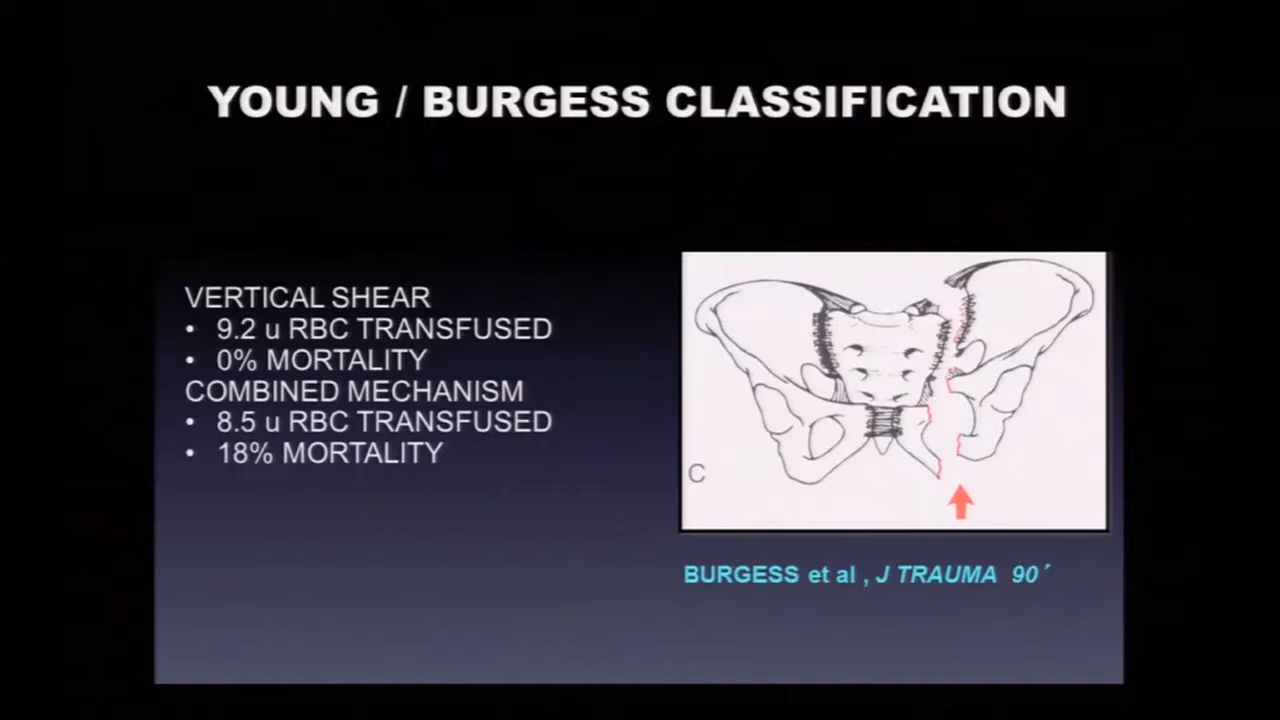 YOUNG / BURGESS CLASSIFICATION
VERTICAL SHEAR
• 9.2 u RBC TRANSFUSED
• 0% MORTALITY
COMBINED MECHANISM
• 8.5 u RBC TRANSFUSED
• 18% MORTALITY
C
BURGESS et al , J TRAUMA 90´